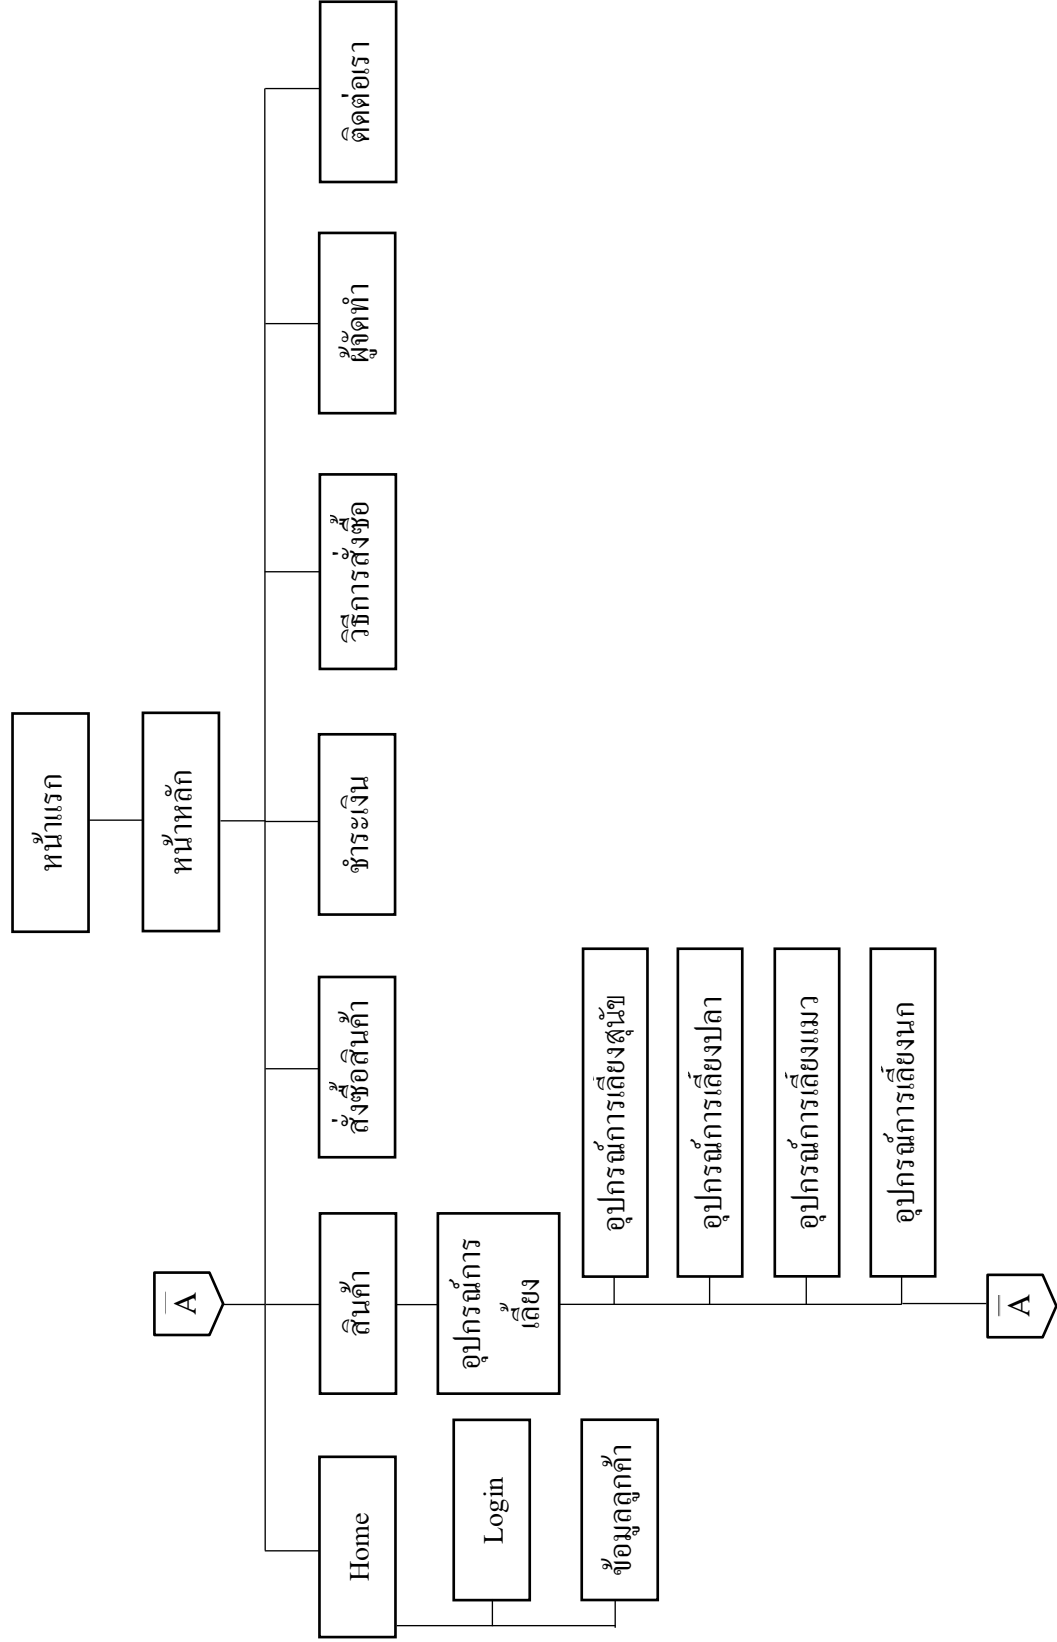 หน้าแรก
หน้าหลัก
A
Home
สินค้า
สั่งซื้อสินค้า
ชำระเงิน
วิธีการสั่งซื้อ
ผู้จัดทำ
ติดต่อเรา
Login
ข้อมูลลูกค้า
อุปกรณ์การ
เลี้ยง
อุปกรณ์การเลี้ยงสุนัข
อุปกรณ์การเลี้ยงปลา
อุปกรณ์การเลี้ยงแมว
อุปกรณ์การเลี้ยงนก
A